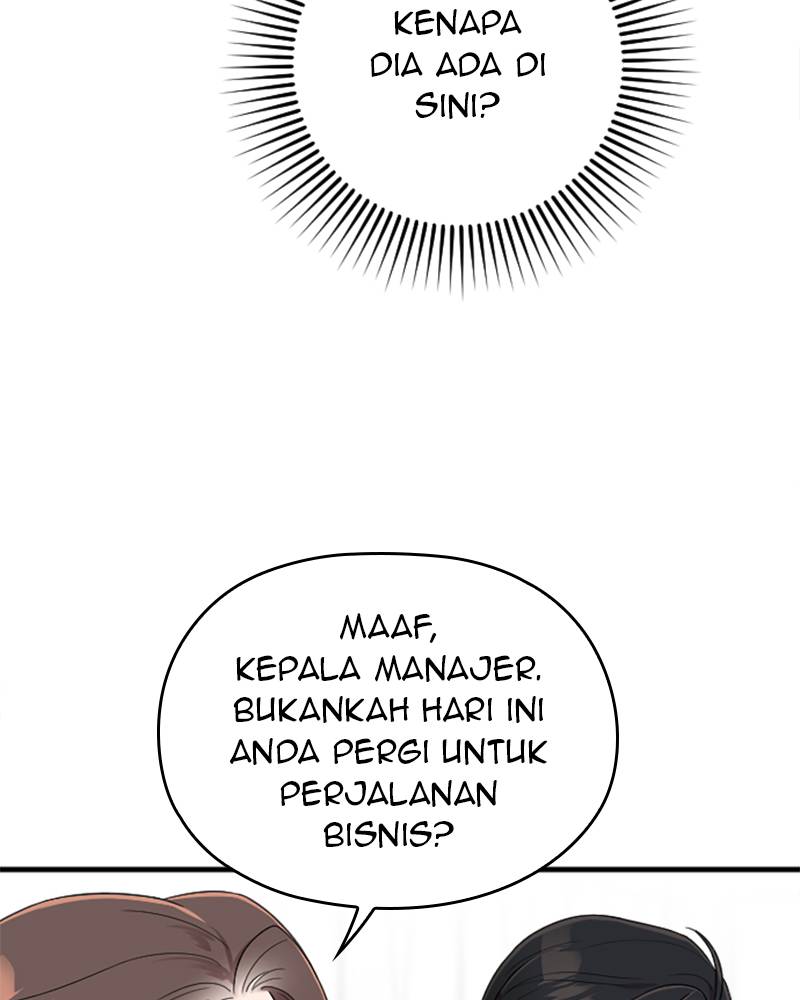 KENAPA
DIA ADA DI
SINI?
MAAF,
KEPALA MANAJER.
BUKANKAH HARI INI
ANDA PERGI UNTUK
PERJALANAN
BISNIS?